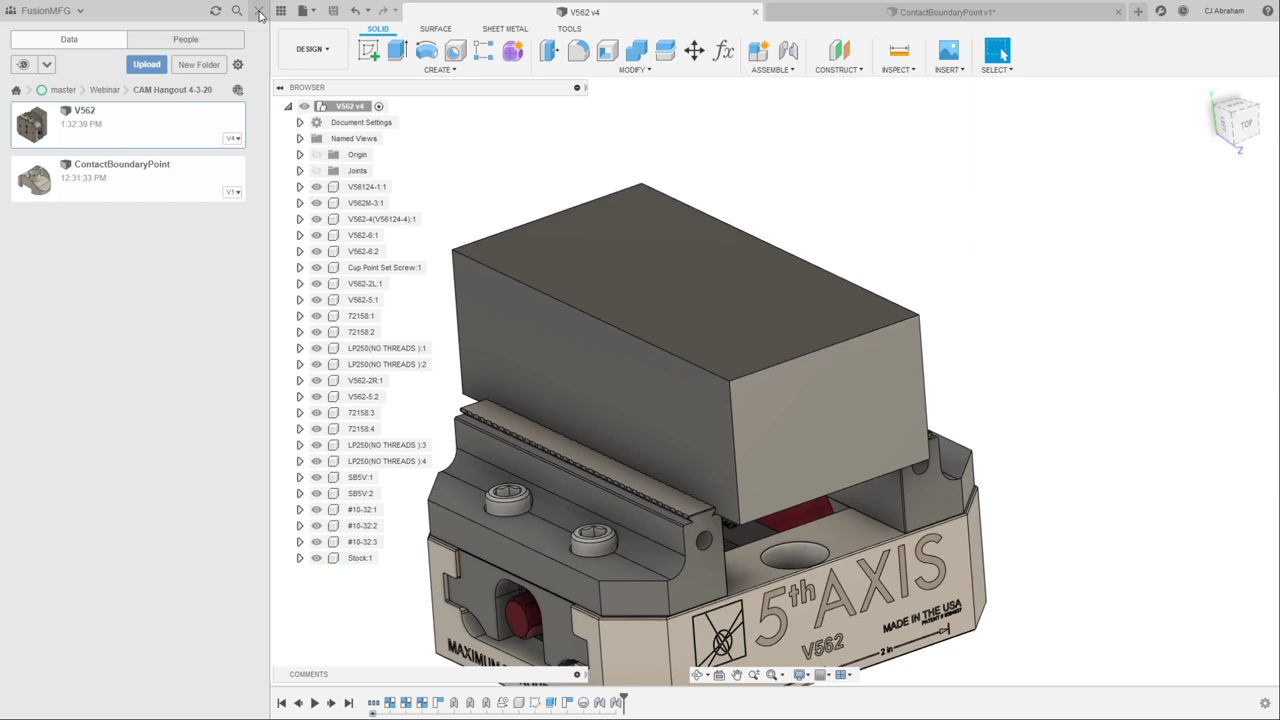 FusionMFG
V562 v4
ContactBoundaryPoint v1*
CJ Abraham
Data
People
Upload
New Folder
master
Webinar
CAM Hangout 4-3-20
V562
1:32:39 PM
V4
ContactBoundaryPoint
12:31:33 PM
V1
SOLID
SURFACE
SHEET METAL
TOOLS
DESIGN
CREATE
MODIFY
ASSEMBLE
CONSTRUCT
INSPECT
INSERT
SELECT
BROWSER
V562 v4
Document Settings
Named Views
Origin
Joints
V56124-1:1
V562M-3:1
V562-4(V56124-4):1
V562-6:1
V562-6:2
Cup Point Set Screw:1
V562-2L:1
V562-5:1
72158:1
72158:2
LP250(NO THREADS ):1
LP250(NO THREADS ):2
V562-2R:1
V562-5:2
72158:3
72158:4
LP250(NO THREADS ):3
LP250(NO THREADS ):4
SB5V:1
SB5V:2
#10-32:1
#10-32:2
#10-32:3
Stock:1
COMMENTS
TOP
Y
Z
5th AXIS
V562
MADE IN THE USA
2 in